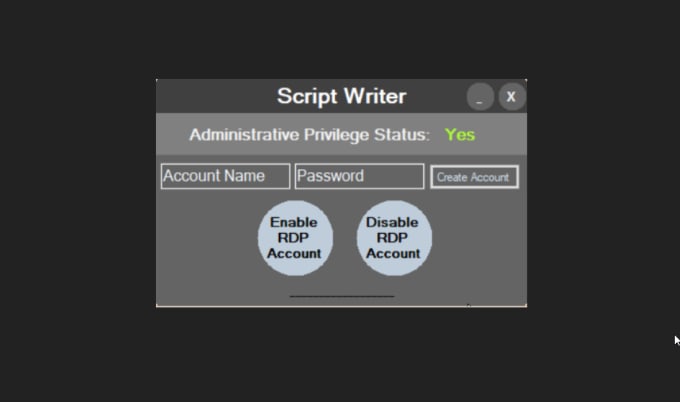 Script Writer
_ X
Administrative Privilege Status: Yes
Account Name Password Create Account
Enable
RDP
Account
Disable
RDP
Account